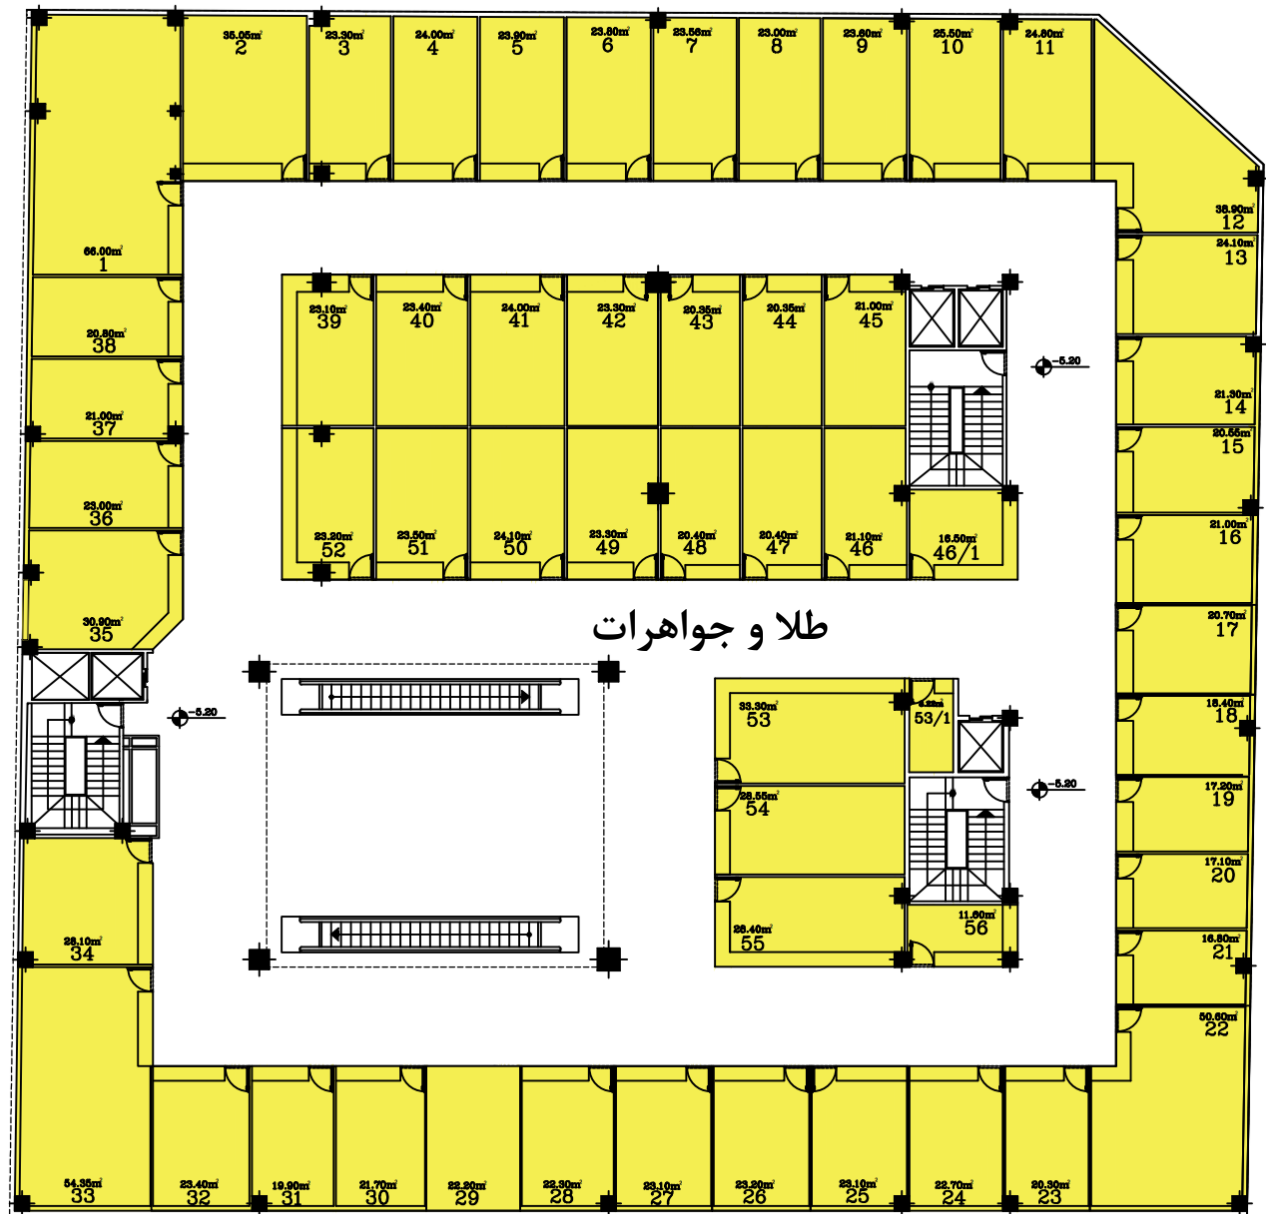 35.05m²
2
23.30m²
3
24.00m²
4
23.90m²
5
23.80m²
6
23.56m²
7
23.00m²
8
23.60m²
9
25.50m²
10
24.80m²
11
38.90m²
12
24.10m²
13
21.30m²
14
20.55m²
15
21.00m²
16
20.70m²
17
18.40m²
18
17.20m²
19
17.10m²
20
16.80m²
21
50.60m²
22
20.30m²
23
22.70m²
24
23.10m²
25
23.20m²
26
23.10m²
27
22.30m²
28
22.20m²
29
21.70m²
30
19.90m²
31
23.40m²
32
54.35m²
33
28.10m²
34
30.90m²
35
23.00m²
36
21.00m²
37
20.80m²
38
66.00m²
1
23.10m²
39
23.40m²
40
24.00m²
41
23.30m²
42
20.35m²
43
20.35m²
44
21.00m²
45
-5.20
23.20m²
52
23.50m²
51
24.10m²
50
23.30m²
49
20.40m²
48
20.40m²
47
21.10m²
46
16.50m²
46/1
طلا و جواهرات
-5.20
33.30m²
53
53/1
28.55m²
54
-5.20
26.40m²
55
11.60m²
56